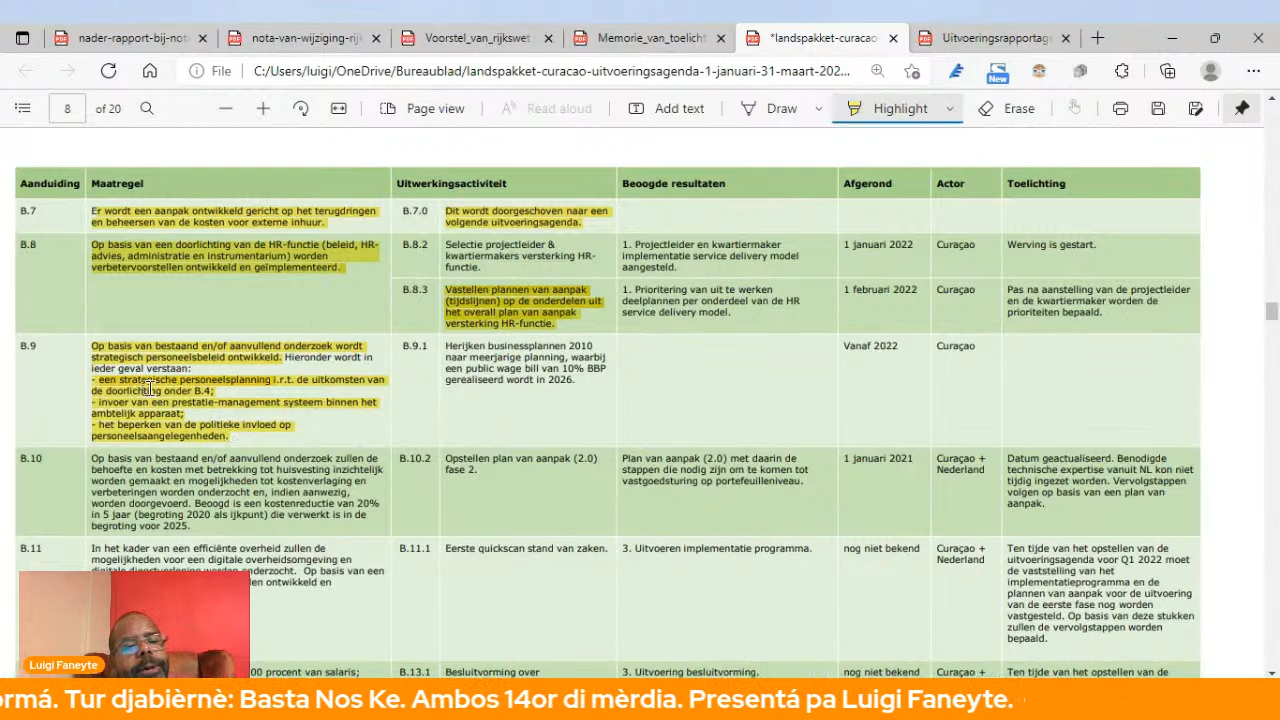 nader-rapport-bij-not
nota-van-wijziging-rijk
Voorstel_van_rijkswet
Memorie_van_toelicht
*landspakket-curacao-
Uitvoeringsrapportage
File
C:/Users/luigi/OneDrive/Bureaublad/landspakket-curacao-uitvoeringsagenda-1-januari-31-maart-202...
New
8 of 20
Page view
Read aloud
Add text
Draw
Highlight
Erase
Aanduiding
Maatregel
Uitwerkingsactiviteit
Beoogde resultaten
Afgerond
Actor
Toelichting
B.7
Er wordt een aanpak ontwikkeld gericht op het terugdringen
en beheersen van de kosten voor externe inhuur.
B.7.0
Dit wordt doorgeschoven naar een
volgende uitvoeringsagenda.
B.8
Op basis van een doorlichting van de HR-functie (beleid, HR-
advies, administratie en instrumentarium) worden
verbetervoorstellen ontwikkeld en geïmplementeerd.
B.8.2
Selectie projectleider &
kwartiermakers versterking HR-
functie.
1. Projectleider en kwartiermaker
implementatie service delivery model
aangesteld.
1 januari 2022
Curaçao
Werving is gestart.
B.8.3
Vastellen plannen van aanpak
(tijdslijnen) op de onderdelen uit
het overall plan van aanpak
versterking HR-functie.
1. Prioritering van uit te werken
deelplannen per onderdeel van de HR
service delivery model.
1 februari 2022
Curaçao
Pas na aanstelling van de projectleider
en de kwartiermaker worden de
prioriteiten bepaald.
B.9
Op basis van bestaand en/of aanvullend onderzoek wordt
strategisch personeelsbeleid ontwikkeld. Hieronder wordt in
ieder geval verstaan:
- een strategische personeelsplanning i.r.t. de uitkomsten van
de doorlichting onder B.4;
- invoer van een prestatie-management systeem binnen het
ambtelijk apparaat;
- het beperken van de politieke invloed op
personeelsaangelegenheden.
B.9.1
Herijken businessplannen 2010
naar meerjarige planning, waarbij
een public wage bill van 10% BBP
gerealiseerd wordt in 2026.
Vanaf 2022
Curaçao
B.10
Op basis van bestaand en/of aanvullend onderzoek zullen de
behoefte en kosten met betrekking tot huisvesting inzichtelijk
worden gemaakt en mogelijkheden tot kostenverlaging en
verbeteringen worden onderzocht en, indien aanwezig,
worden doorgevoerd. Beoogd is een kostenreductie van 20%
in 5 jaar (begroting 2020 als ijkpunt) die verwerkt is in de
begroting voor 2025.
B.10.2
Opstellen plan van aanpak (2.0)
fase 2.
Plan van aanpak (2.0) met daarin de
stappen die nodig zijn om te komen tot
vastgoedsturing op portefeuilleniveau.
1 januari 2021
Curaçao +
Nederland
Datum geactualiseerd. Benodigde
technische expertise vanuit NL kon niet
tijdig ingezet worden. Vervolgstappen
volgen op basis van een plan van
aanpak.
B.11
In het kader van een efficiënte overheid zullen de
mogelijkheden voor een digitale overheidsomgeving en
digitale dienstverlening worden onderzocht. Op basis van een
len ontwikkeld en
B.11.1
Eerste quickscan stand van zaken.
3. Uitvoeren implementatie programma.
nog niet bekend
Curaçao +
Nederland
Ten tijde van het opstellen van de
uitvoeringsagenda voor Q1 2022 moet
de vaststelling van het
implementatieprogramma en de
plannen van aanpak voor de uitvoering
van de eerste fase nog worden
vastgesteld. Op basis van deze stukken
zullen de vervolgstappen worden
bepaald.
00 procent van salaris;
B.13.1
Besluitvorming over
3. Uitvoering besluitvorming.
nog niet bekend
Curaçao +
Ten tijde van het opstellen van de
Luigi Faneyte
ormá. Tur djabièrnè: Basta Nos Ke. Ambos 14or di mèrdia. Presentá pa Luigi Faneyte.